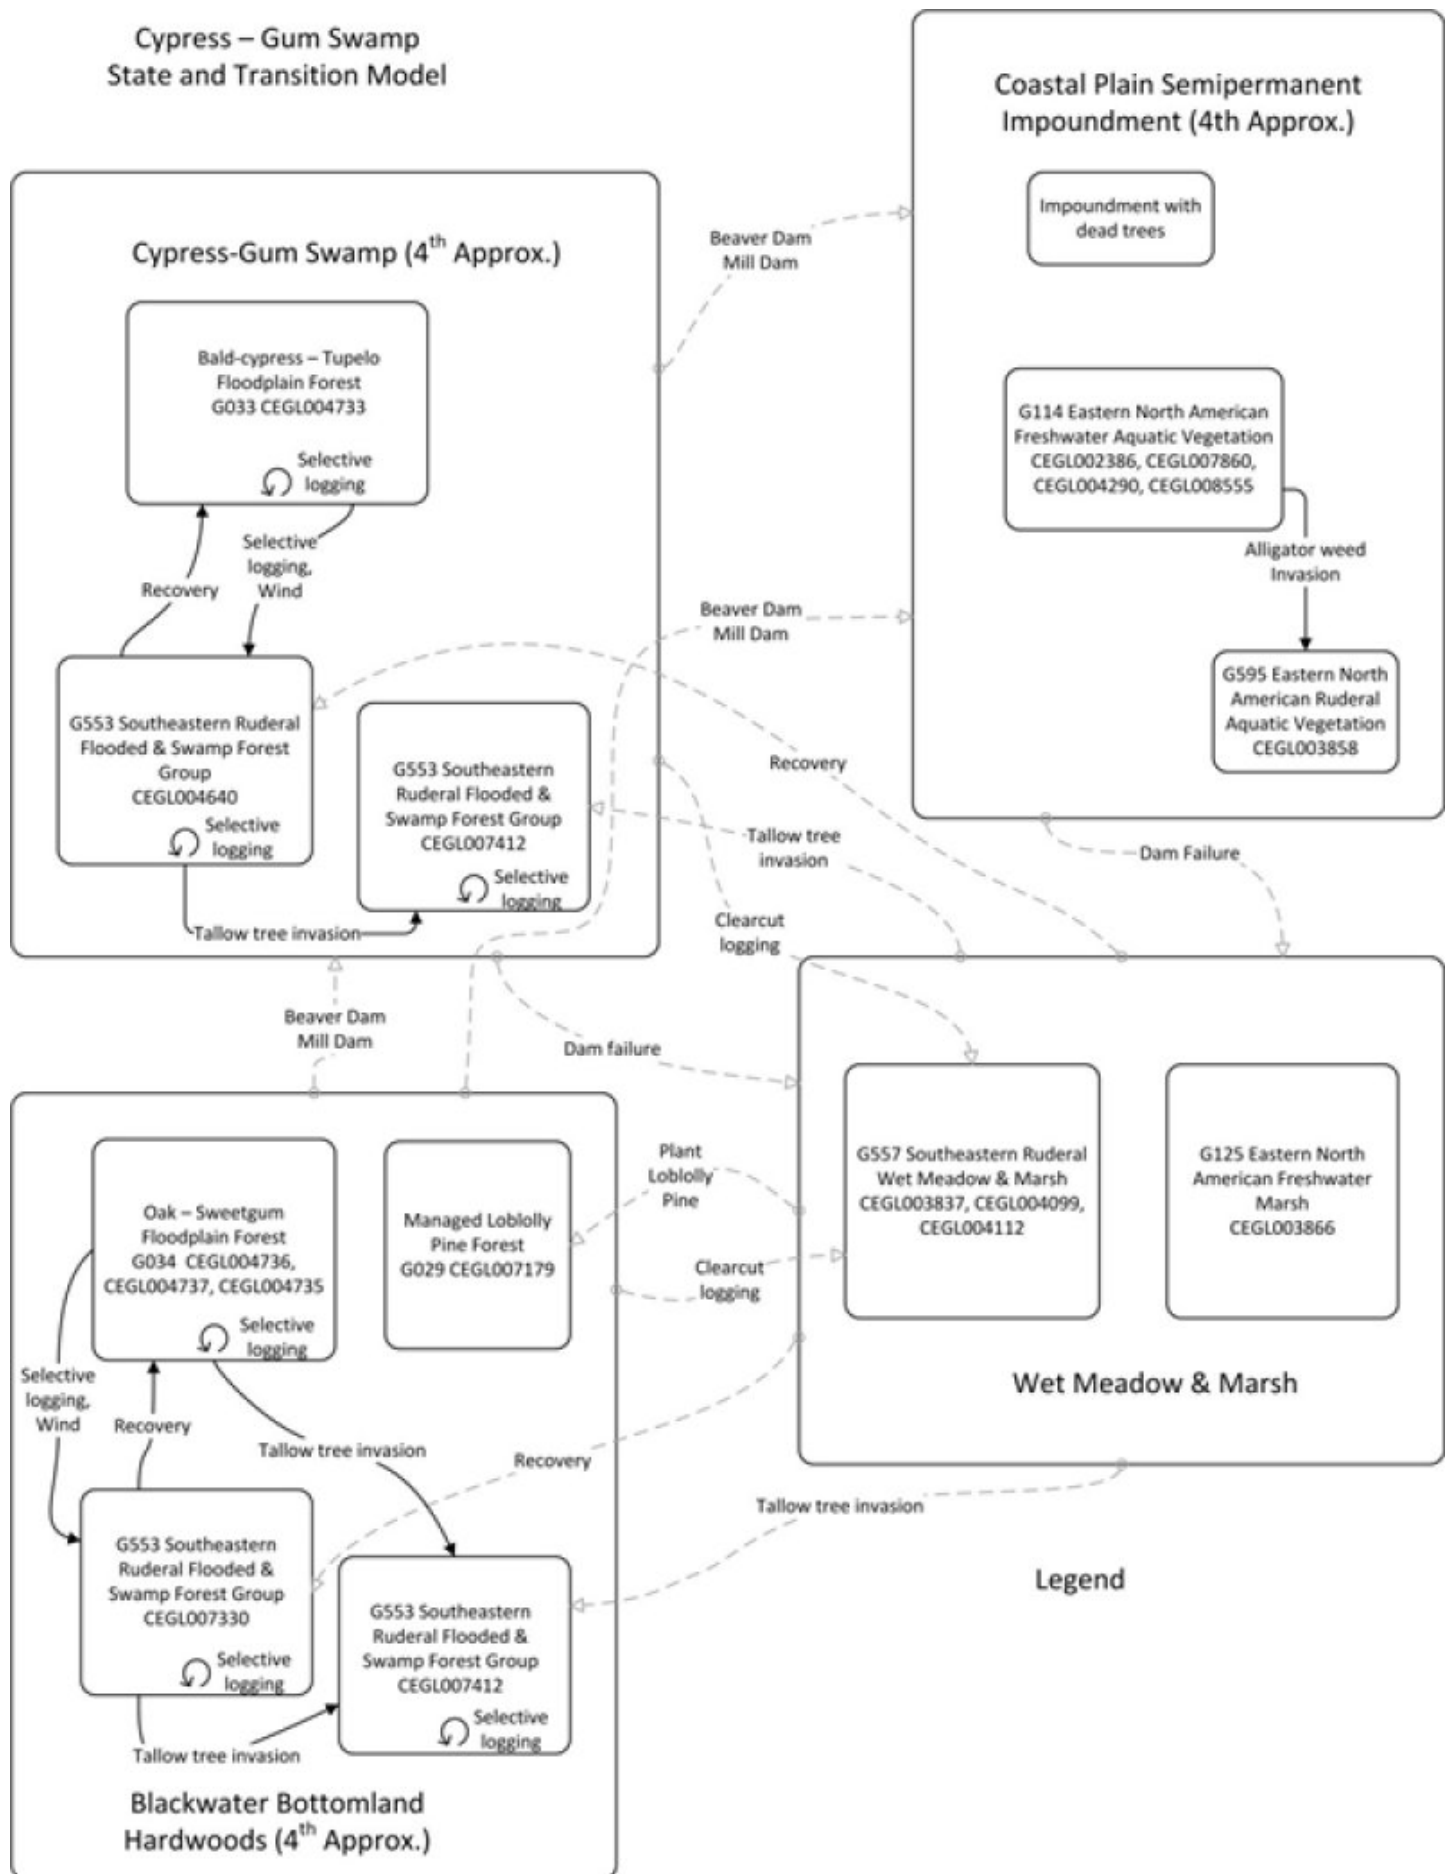 Cypress – Gum Swamp
State and Transition Model
Coastal Plain Semipermanent
Impoundment (4th Approx.)
Impoundment with
dead trees
Beaver Dam
Mill Dam
Cypress-Gum Swamp (4th Approx.)
Bald-cypress – Tupelo
Floodplain Forest
G033 CEGL004733
Selective
logging
G114 Eastern North American
Freshwater Aquatic Vegetation
CEGL002386, CEGL007860,
CEGL004290, CEGL008555
Selective
logging,
Wind
Recovery
Alligator weed
Invasion
Beaver Dam
Mill Dam
G553 Southeastern Ruderal
Flooded & Swamp Forest
Group
CEGL004640
Selective
logging
G553 Southeastern
Ruderal Flooded &
Swamp Forest Group
CEGL007412
Selective
logging
Tallow tree invasion
Recovery
G595 Eastern North
American Ruderal
Aquatic Vegetation
CEGL003858
Tallow tree
invasion
Dam Failure
Clearcut
logging
Beaver Dam
Mill Dam
Dam failure
Oak – Sweetgum
Floodplain Forest
G034 CEGL004736,
CEGL004737, CEGL004735
Selective
logging
Managed Loblolly
Pine Forest
G029 CEGL007179
Plant
Loblolly
Pine
Clearcut
logging
G557 Southeastern Ruderal
Wet Meadow & Marsh
CEGL003837, CEGL004099,
CEGL004112
G125 Eastern North
American Freshwater
Marsh
CEGL003866
Wet Meadow & Marsh
Selective
logging,
Wind
Recovery
Tallow tree invasion
Recovery
Tallow tree invasion
G553 Southeastern
Ruderal Flooded &
Swamp Forest Group
CEGL007330
Selective
logging
G553 Southeastern
Ruderal Flooded &
Swamp Forest Group
CEGL007412
Selective
logging
Tallow tree invasion
Legend
Blackwater Bottomland
Hardwoods (4th Approx.)